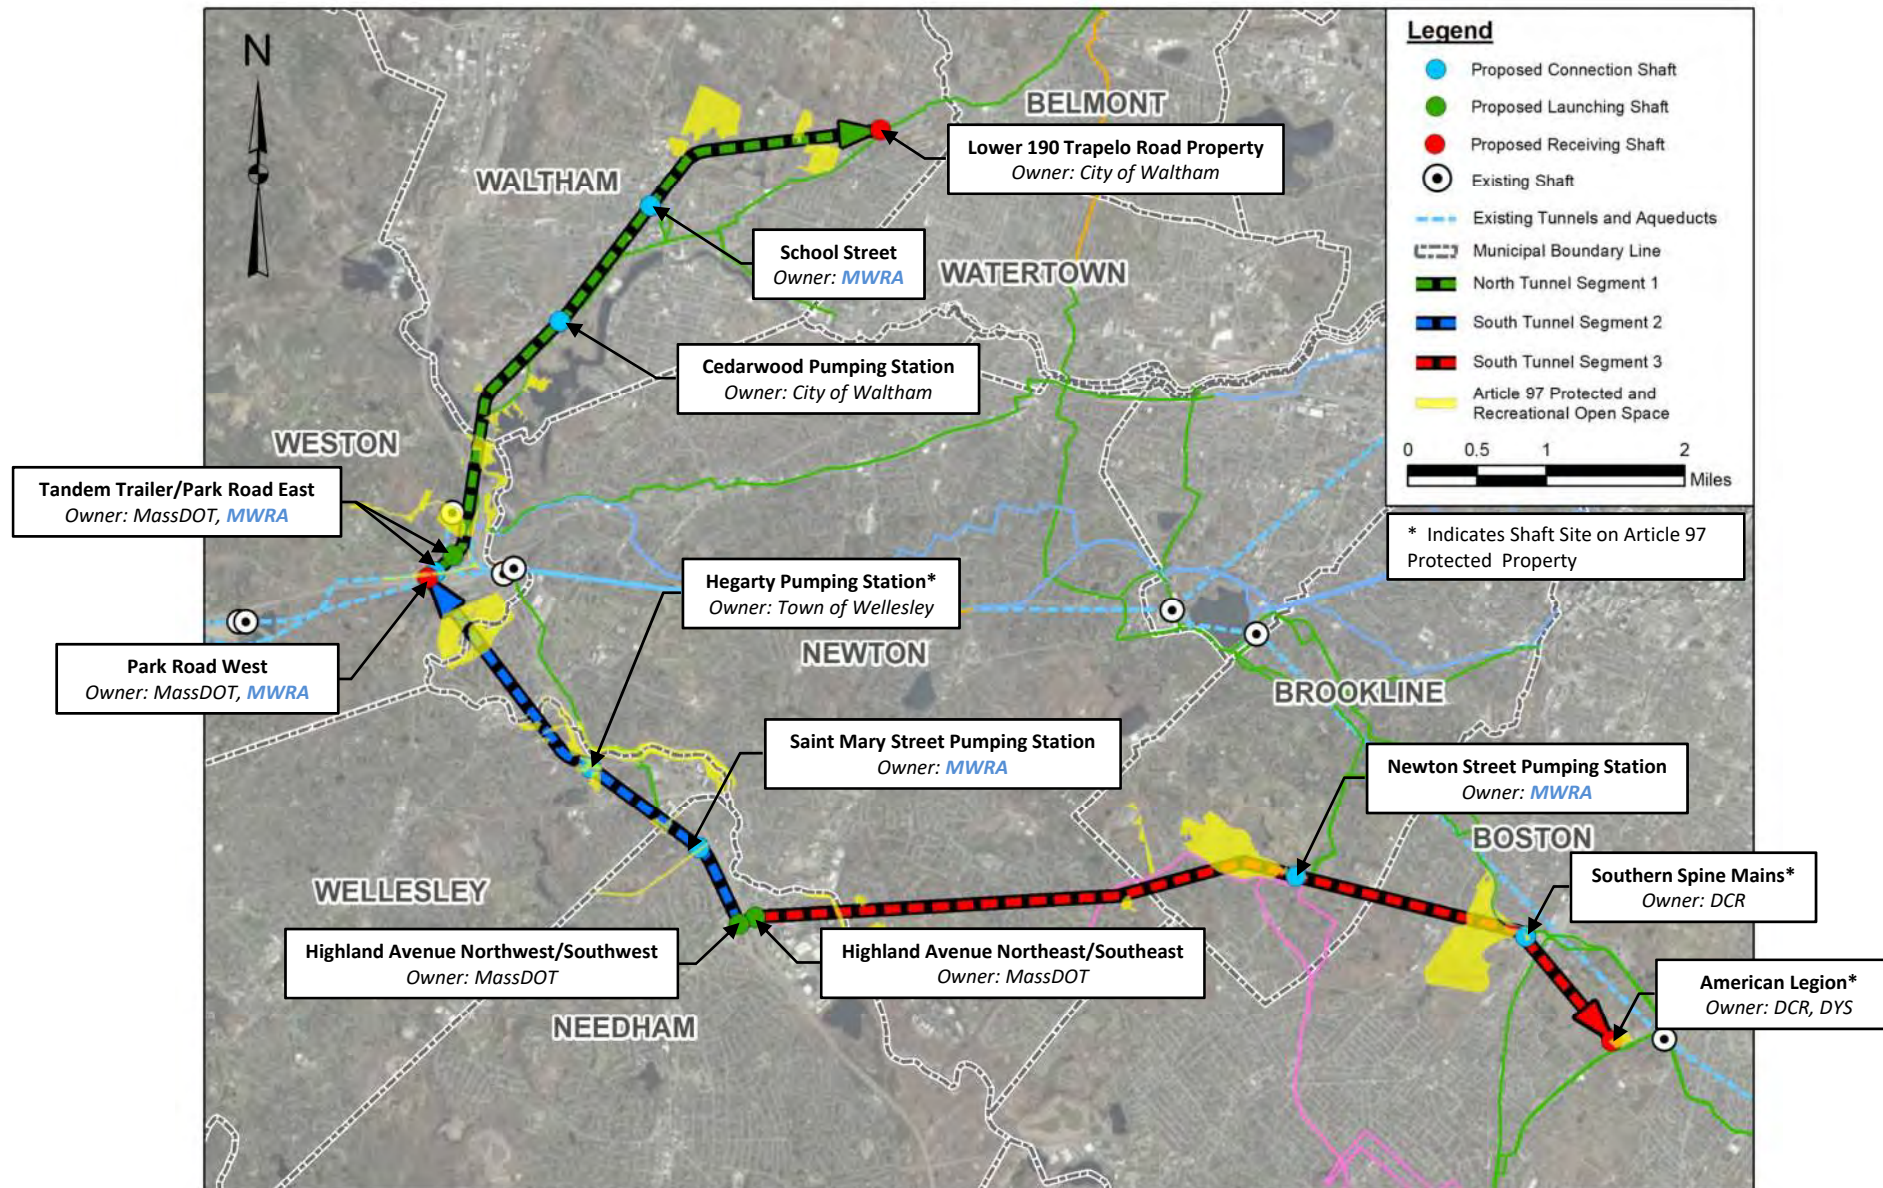 N
Legend
Proposed Connection Shaft
Proposed Launching Shaft
Proposed Receiving Shaft
Existing Shaft
Existing Tunnels and Aqueducts
Municipal Boundary Line
North Tunnel Segment 1
South Tunnel Segment 2
South Tunnel Segment 3
Article 97 Protected and
Recreational Open Space
0 0.5 1 2
Miles
* Indicates Shaft Site on Article 97
Protected Property
BELMONT
Lower 190 Trapelo Road Property
Owner: City of Waltham
WALTHAM
School Street
Owner: MWRA
WATERTOWN
Cedarwood Pumping Station
Owner: City of Waltham
WESTON
Tandem Trailer/Park Road East
Owner: MassDOT, MWRA
Hegarty Pumping Station*
Owner: Town of Wellesley
NEWTON
Park Road West
Owner: MassDOT, MWRA
BROOKLINE
Saint Mary Street Pumping Station
Owner: MWRA
Newton Street Pumping Station
Owner: MWRA
BOSTON
WELLESLEY
Southern Spine Mains*
Owner: DCR
Highland Avenue Northwest/Southwest
Owner: MassDOT
Highland Avenue Northeast/Southeast
Owner: MassDOT
American Legion*
Owner: DCR, DYS
NEEDHAM